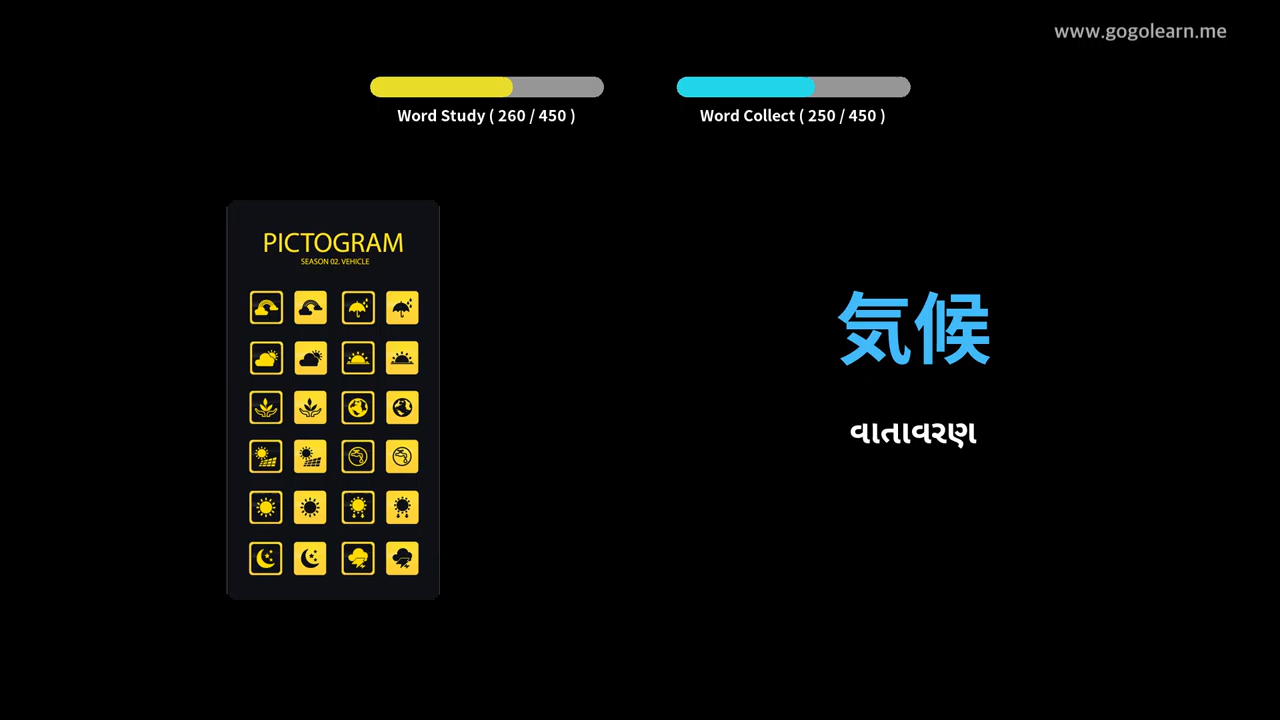 www.gogolearn.me
Word Study ( 260 / 450 )
Word Collect ( 250 / 450 )
PICTOGRAM
SEASON 02. VEHICLE
気候
વાતાવરણ